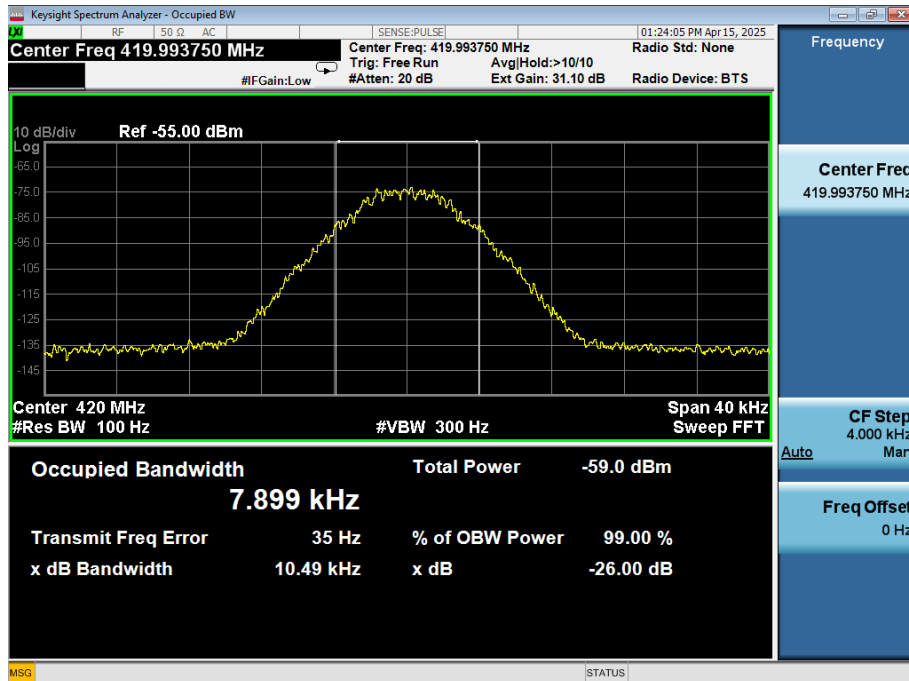 Keysight Spectrum Analyzer - Occupied BW
LXI
RF 50 Ω AC SENSE:PULSE 01:24:05 PM Apr 15, 2025
Center Freq 419.993750 MHz
Center Freq: 419.993750 MHz Radio Std: None
Trig: Free Run Avg|Hold:>10/10
#IFGain:Low #Atten: 20 dB Ext Gain: 31.10 dB Radio Device: BTS
10 dB/div Ref -55.00 dBm
Log
-65.0
-75.0
-85.0
-95.0
-105
-115
-125
-135
-145
Center 420 MHz Span 40 kHz
#Res BW 100 Hz #VBW 300 Hz Sweep FFT
Occupied Bandwidth Total Power -59.0 dBm
7.899 kHz
Transmit Freq Error 35 Hz % of OBW Power 99.00 %
x dB Bandwidth 10.49 kHz x dB -26.00 dB
MSG STATUS
Frequency
Center Freq
419.993750 MHz
CF Step
4.000 kHz
Auto Man
Freq Offset
0 Hz